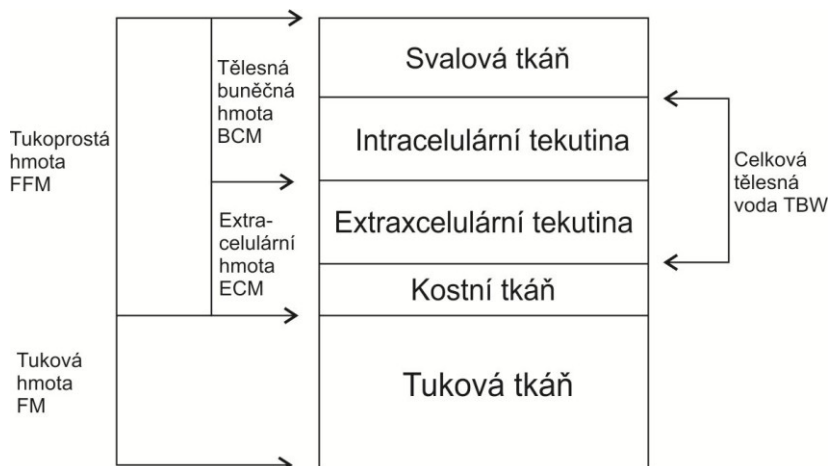 Tukoprostá
hmota
FFM
Tuková
hmota
FM
Tělesná
buněčná
hmota
BCM
Extra-
celulární
hmota
ECM
Svalová tkáň
Intracelulární tekutina
Extraxcelulární tekutina
Kostní tkáň
Tuková tkáň
Celková
tělesná
voda TBW